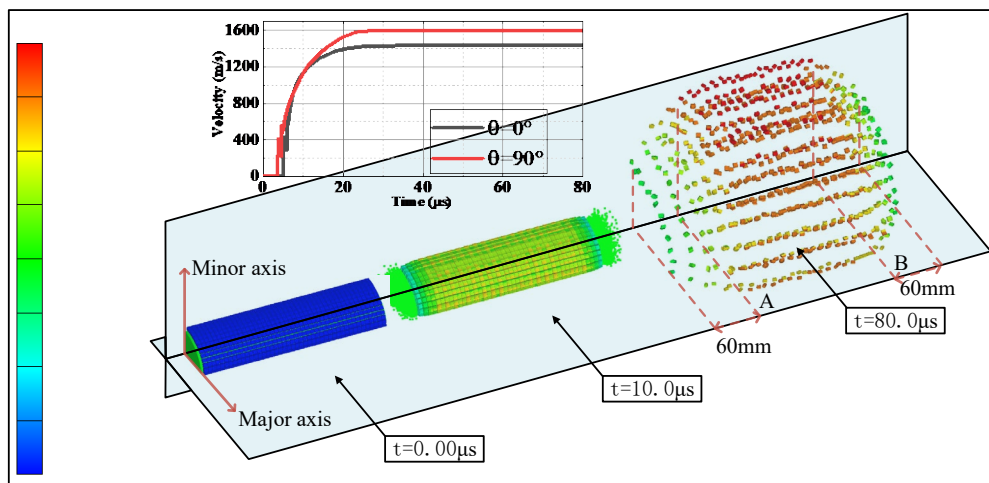 1600
1200
800
400
0
Velocity (m/s)
θ=0°
θ=90°
0
20
40
60
80
Time (μs)
Minor axis
Major axis
t=0.00μs
t=10.0μs
t=80.0μs
A
B
60mm
60mm